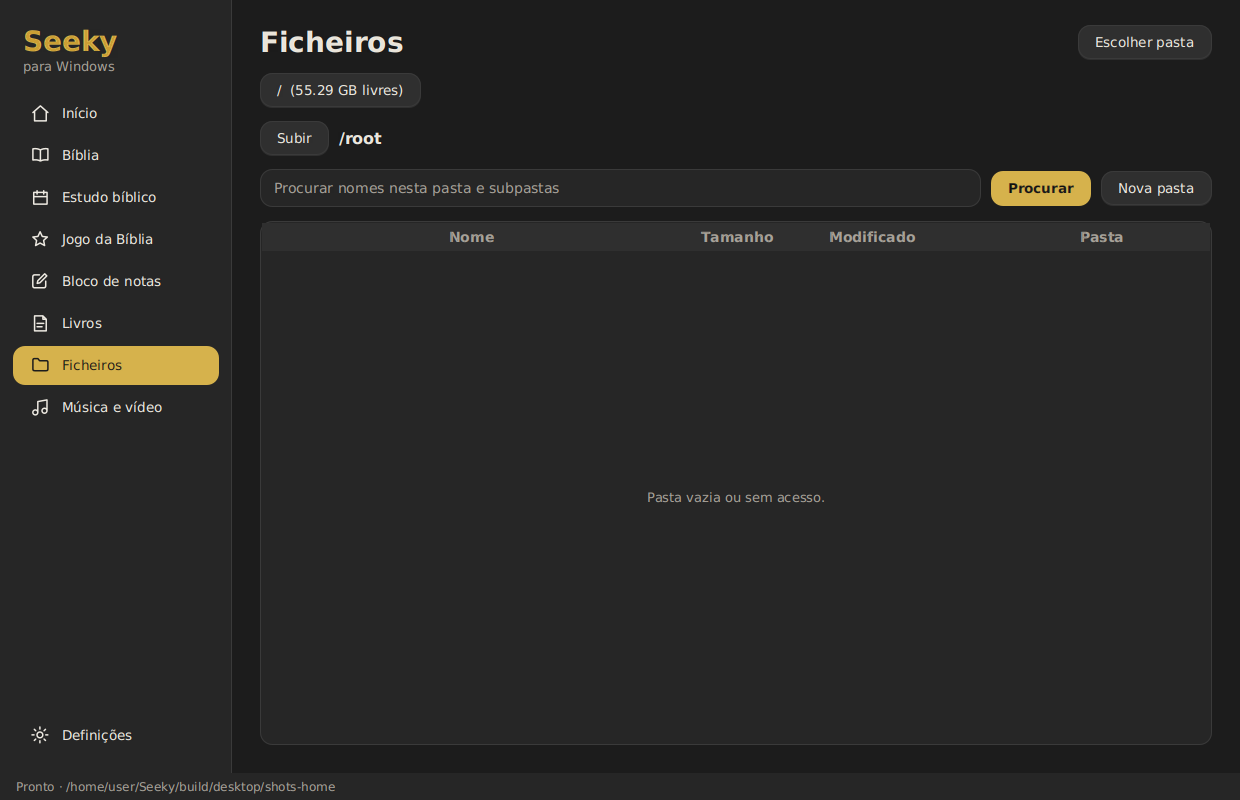 Seeky
para Windows
Início
Bíblia
Estudo bíblico
Jogo da Bíblia
Bloco de notas
Livros
Ficheiros
Música e vídeo
Definições
Ficheiros
Escolher pasta
/ (55.29 GB livres)
Subir /root
Procurar nomes nesta pasta e subpastas Procurar Nova pasta
Nome Tamanho Modificado Pasta
Pasta vazia ou sem acesso.
Pronto · /home/user/Seeky/build/desktop/shots-home